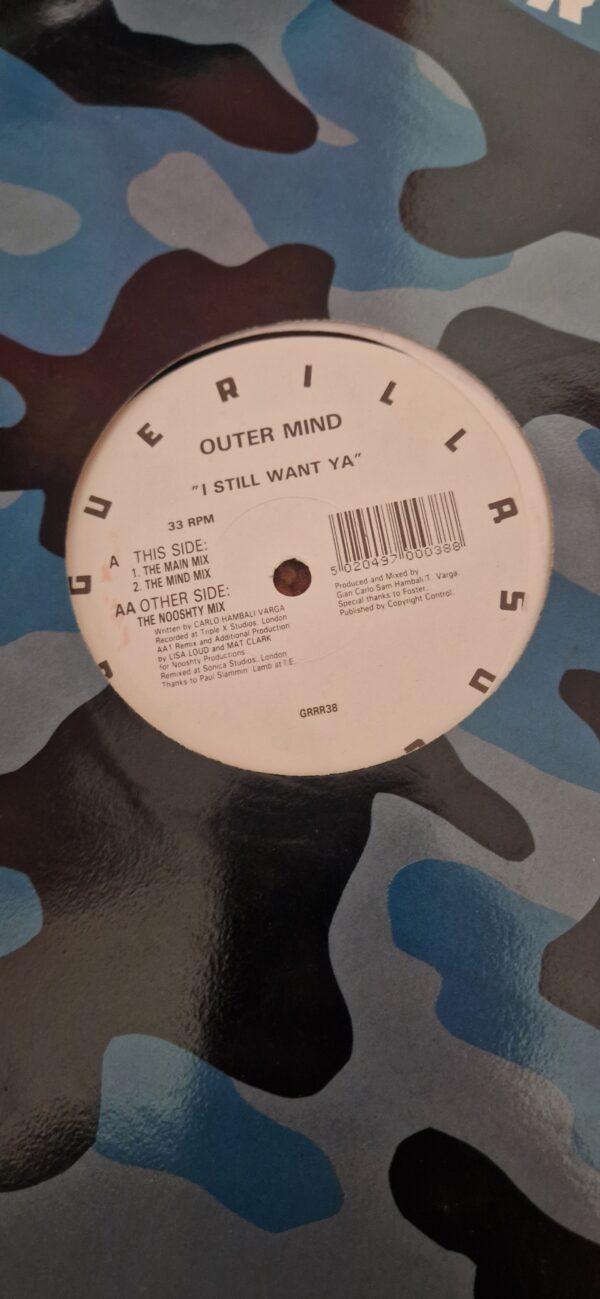 GUERILLA SOU
OUTER MIND
"I STILL WANT YA"
33 RPM
A THIS SIDE:
1. THE MAIN MIX
2. THE MIND MIX
AA OTHER SIDE:
THE NOOSHTY MIX
Written by CARLO HAMBALI VARGA
Recorded at Triple X Studios, London
AA1 Remix and Additional Production
by LISA LOUD and MAT CLARK
for Nooshty Productions
Remixed at Sonica Studios, London
Thanks to Paul Slammin' Lamb at T.E.
5 020497 000388
Produced and Mixed by
Gian Carlo Sam Hambali T. Varga.
Special thanks to Foster.
Published by Copyright Control.
GRRR38